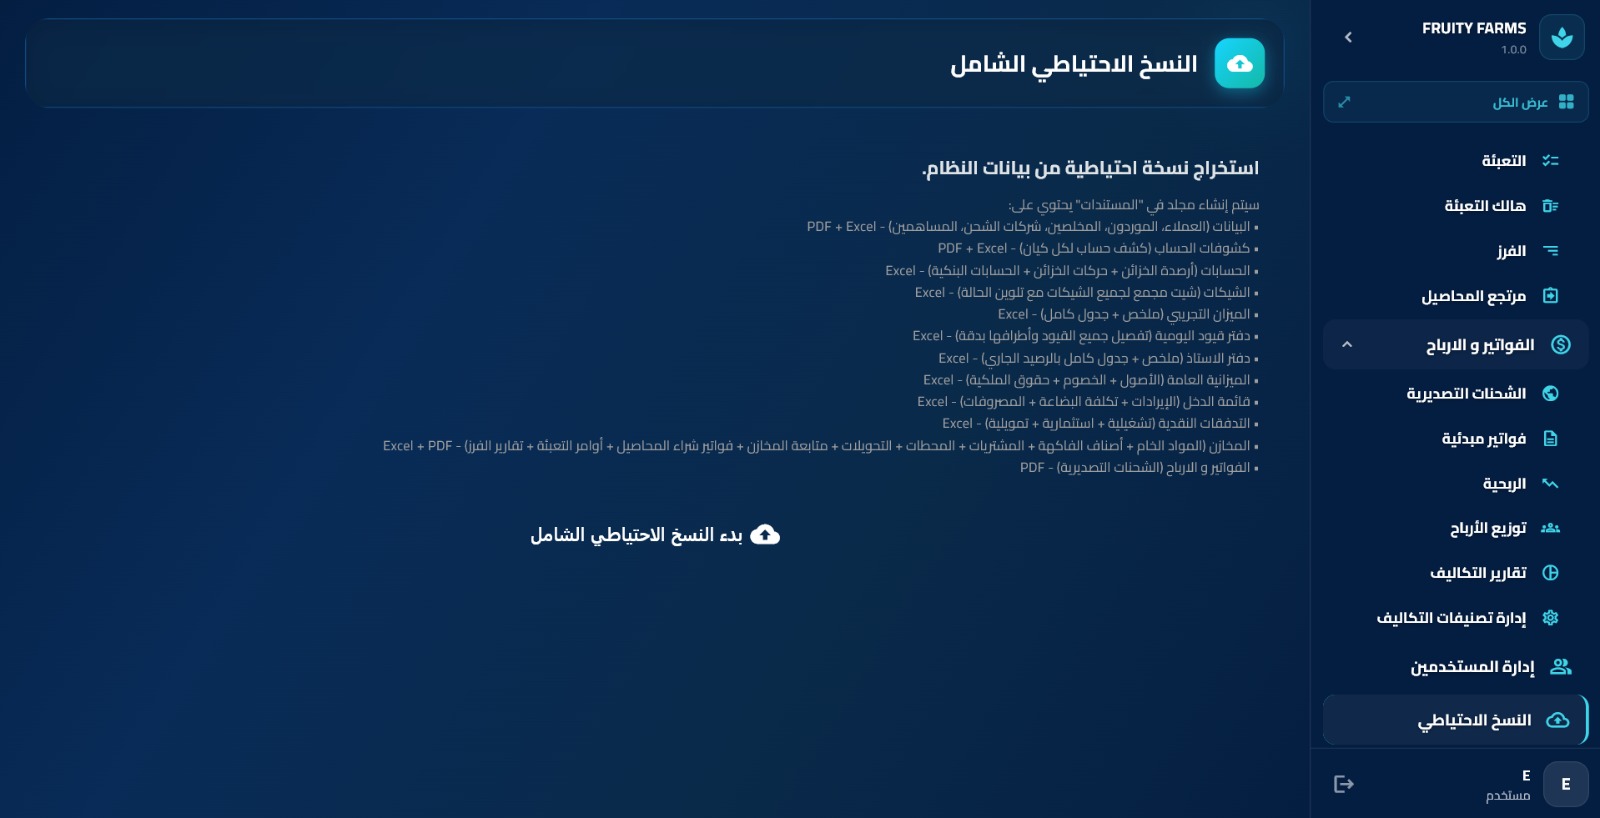 FRUITY FARMS
1.0.0
عرض الكل
التعبئة
هالك التعبئة
الفرز
مرتجع المحاصيل
الفواتير و الارباح
الشحنات التصديرية
فواتير مبدئية
الربحية
توزيع الأرباح
تقارير التكاليف
إدارة تصنيفات التكاليف
إدارة المستخدمين
النسخ الاحتياطي
E
E
مستخدم
النسخ الاحتياطي الشامل
استخراج نسخة احتياطية من بيانات النظام.
سيتم إنشاء مجلد في "المستندات" يحتوي على:
• البيانات (العملاء، الموردون، المخلصين، شركات الشحن، المساهمين) - PDF + Excel
• كشوفات الحساب (كشف حساب لكل كيان) - PDF + Excel
• الحسابات (أرصدة الخزائن + حركات الخزائن + الحسابات البنكية) - Excel
• الشيكات (شيت مجمع لجميع الشيكات مع تلوين الحالة) - Excel
• الميزان التجريبي (ملخص + جدول كامل) - Excel
• دفتر قيود اليومية (تفصيل جميع القيود وأطرافها بدقة) - Excel
• دفتر الاستاذ (ملخص + جدول كامل بالرصيد الجاري) - Excel
• الميزانية العامة (الأصول + الخصوم + حقوق الملكية) - Excel
• قائمة الدخل (الإيرادات + تكلفة البضاعة + المصروفات) - Excel
• التدفقات النقدية (تشغيلية + استثمارية + تمويلية) - Excel
• المخازن (المواد الخام + أصناف الفاكهة + المشتريات + المحطات + التحويلات + متابعة المخازن + فواتير شراء المحاصيل + أوامر التعبئة + تقارير الفرز) - Excel + PDF
• الفواتير و الارباح (الشحنات التصديرية) - PDF
بدء النسخ الاحتياطي الشامل